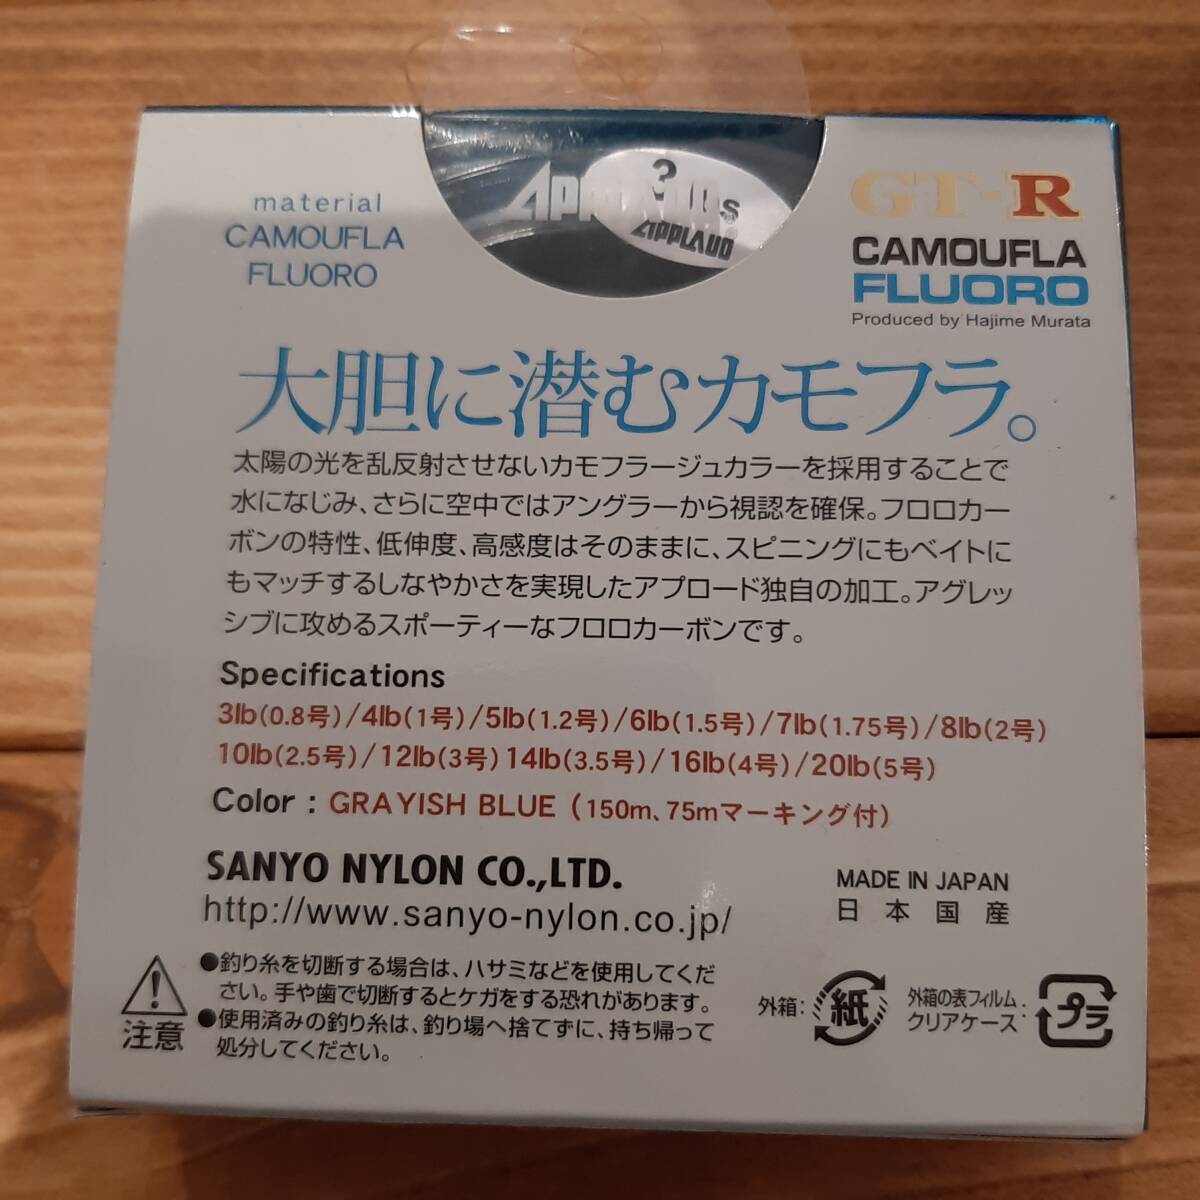 material
CAMOUFLA
FLUORO
APPLAUD
GT-R
CAMOUFLA
FLUORO
Produced by Hajime Murata
大胆に潜むカモフラ。
太陽の光を乱反射させないカモフラージュカラーを採用することで
水になじみ、さらに空中ではアングラーから視認を確保。フロロカー
ボンの特性、低伸度、高感度はそのままに、スピニングにもベイトに
もマッチするしなやかさを実現したアプロード独自の加工。アグレッ
シブに攻めるスポーティーなフロロカーボンです。
Specifications
3lb(0.8号)/4lb(1号)/5lb(1.2号)/6lb(1.5号)/7lb(1.75号)/8lb(2号)
10lb(2.5号)/12lb(3号)14lb(3.5号)/16lb(4号)/20lb(5号)
Color : GRAYISH BLUE (150m、75mマーキング付)
SANYO NYLON CO.,LTD.
http://www.sanyo-nylon.co.jp/
MADE IN JAPAN
日本国産
注意
●釣り糸を切断する場合は、ハサミなどを使用してくだ
さい。手や歯で切断するとケガをする恐れがあります。
●使用済みの釣り糸は、釣り場へ捨てずに、持ち帰って
処分してください。
外箱:
紙
外箱の表フィルム・
クリアケース:
プラ